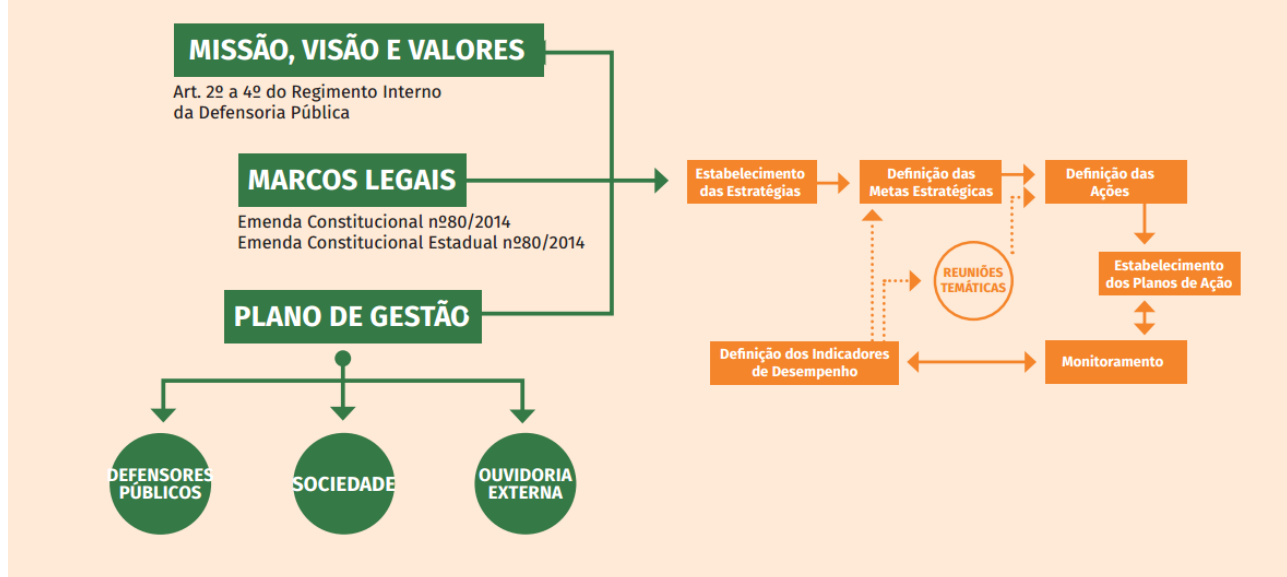 MISSÃO, VISÃO E VALORES
Art. 2º a 4º do Regimento Interno
da Defensoria Pública
MARCOS LEGAIS
Emenda Constitucional nº80/2014
Emenda Constitucional Estadual nº80/2014
PLANO DE GESTÃO
DEFENSORES
PÚBLICOS
SOCIEDADE
OUVIDORIA
EXTERNA
Estabelecimento
das Estratégias
Definição das
Metas Estratégicas
Definição das
Ações
REUNIÕES
TEMÁTICAS
Estabelecimento
dos Planos de Ação
Definição dos Indicadores
de Desempenho
Monitoramento